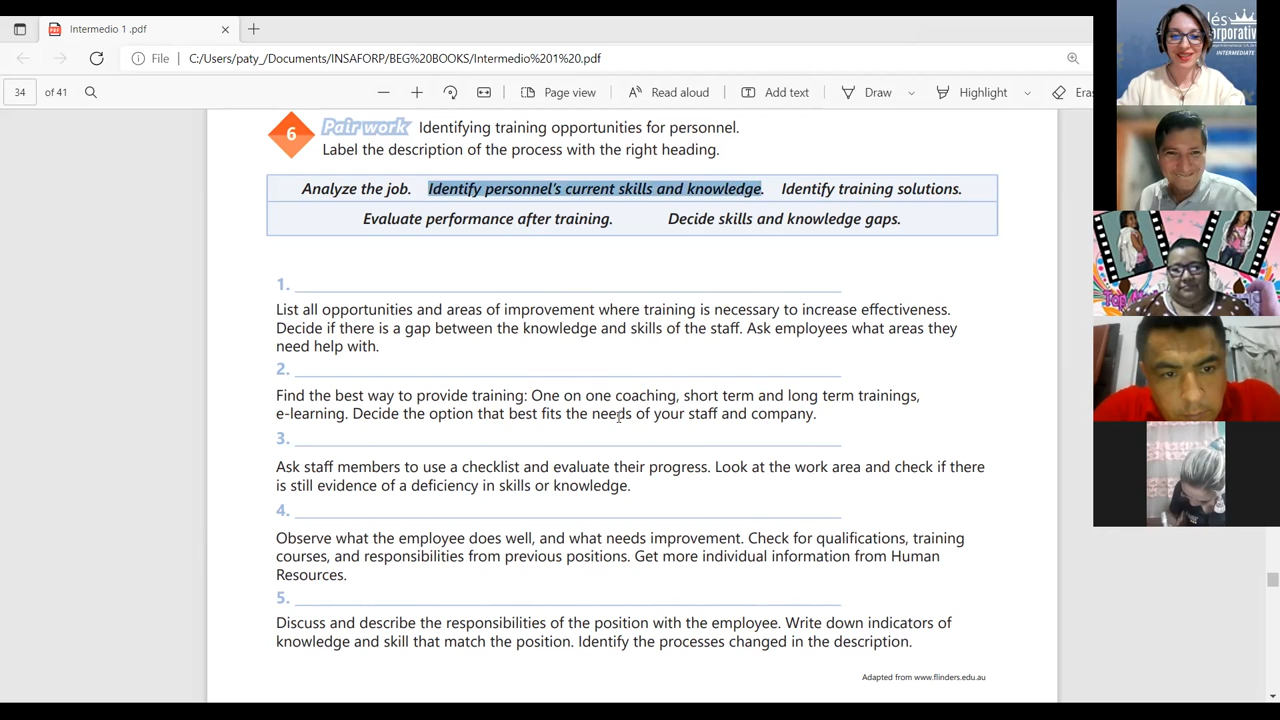 Intermedio 1 .pdf
File
C:/Users/paty_/Documents/INSAFORP/BEG%20BOOKS/Intermedio%201%20.pdf
34 of 41
Page view
Read aloud
Add text
Draw
Highlight
Eras
6 Pair work Identifying training opportunities for personnel.
Label the description of the process with the right heading.
Analyze the job. Identify personnel's current skills and knowledge. Identify training solutions.
Evaluate performance after training. Decide skills and knowledge gaps.
1.
List all opportunities and areas of improvement where training is necessary to increase effectiveness.
Decide if there is a gap between the knowledge and skills of the staff. Ask employees what areas they
need help with.
2.
Find the best way to provide training: One on one coaching, short term and long term trainings,
e-learning. Decide the option that best fits the needs of your staff and company.
3.
Ask staff members to use a checklist and evaluate their progress. Look at the work area and check if there
is still evidence of a deficiency in skills or knowledge.
4.
Observe what the employee does well, and what needs improvement. Check for qualifications, training
courses, and responsibilities from previous positions. Get more individual information from Human
Resources.
5.
Discuss and describe the responsibilities of the position with the employee. Write down indicators of
knowledge and skill that match the position. Identify the processes changed in the description.
Adapted from www.flinders.edu.au
lés
orporativ
INTERMEDIATE